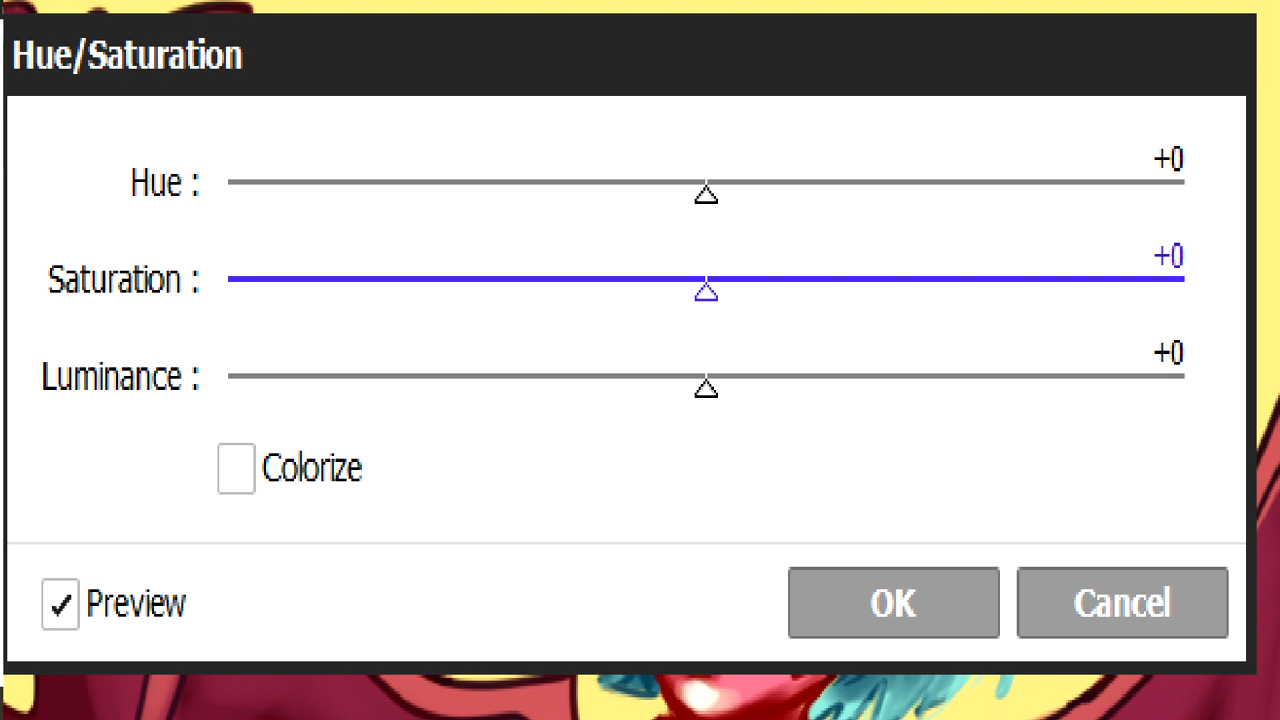 Hue/Saturation
Hue : +0
Saturation : +0
Luminance : +0
Colorize
Preview OK Cancel